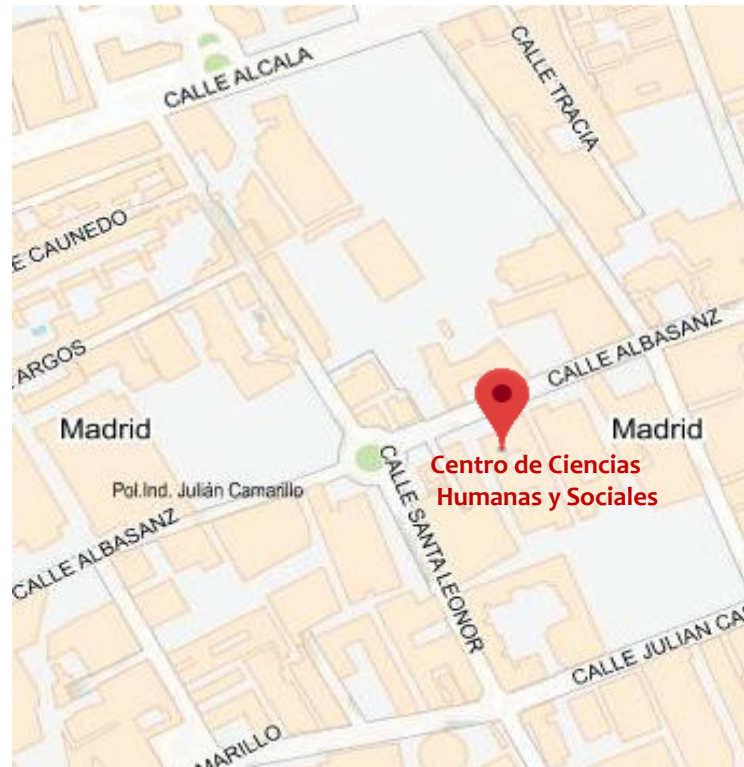 CALLE ALCALA
CALLE TRACIA
E CAUNEDO
ARGOS
CALLE ALBASANZ
Madrid
Madrid
Centro de Ciencias
Humanas y Sociales
Pol.Ind. Julián Camarillo
CALLE ALBASANZ
CALLE SANTA LEONOR
CALLE JULIAN CA
MARILLO